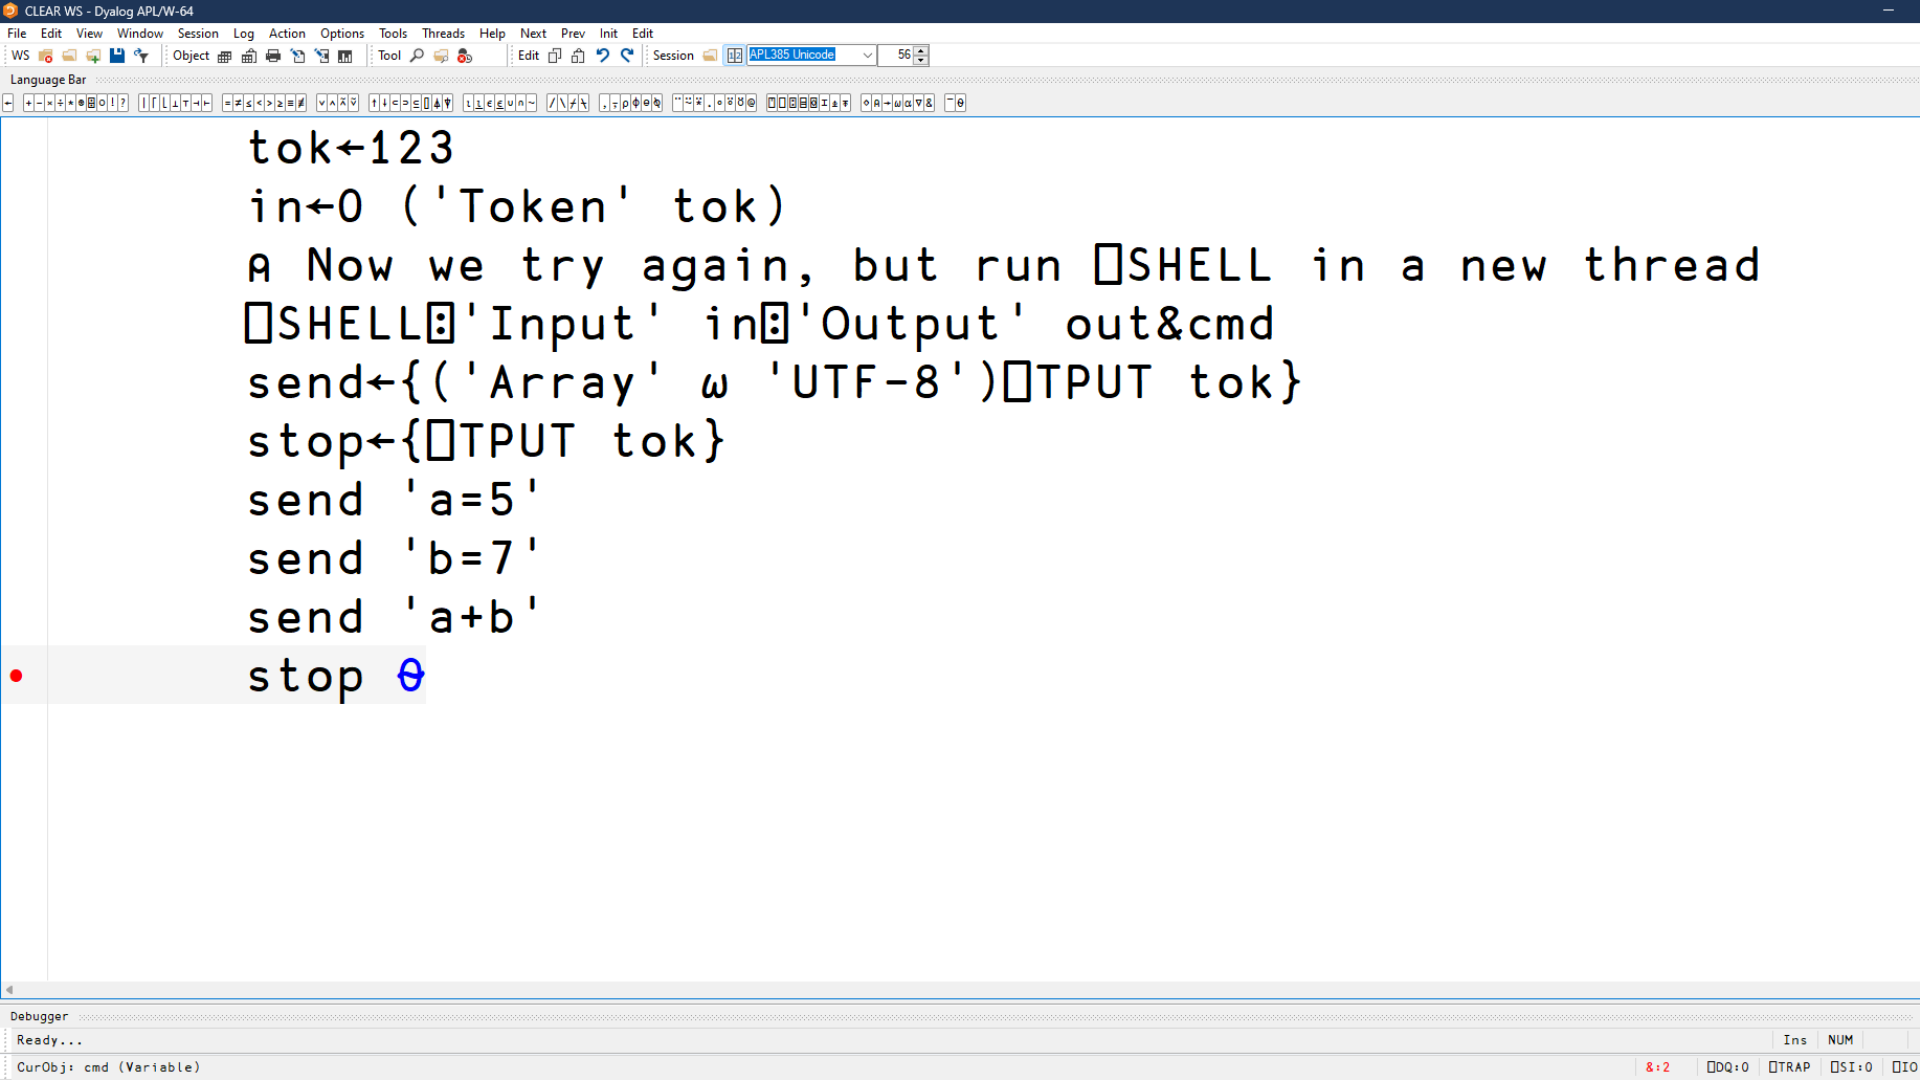 CLEAR WS - Dyalog APL/W-64
File Edit View Window Session Log Action Options Tools Threads Help Next Prev Init Edit
WS Object Tool Edit Session APL385 Unicode 56
Language Bar
← +-×÷*⍟⌹○!? |⌈⌊⊥⊤⊣⊢ =≠≤<>≥≡≢ ∨∧⍲⍱ ↑↓⊂⊃⊆⌷⍋⍒ ⍳⍸∊⍷∪∩~ /\⌿⍀ ,⍪⍴⌽⊖⍉ ¨⍨⍣.∘⍤⍥@ ⍞⎕⍠⌸⌺⌶⍎⍕ ⋄⍝→⍵⍺∇& ¯⍬
tok←123
in←0 ('Token' tok)
⍝ Now we try again, but run ⎕SHELL in a new thread
⎕SHELL⍠'Input' in⍠'Output' out&cmd
send←{('Array' ⍵ 'UTF-8')⎕TPUT tok}
stop←{⎕TPUT tok}
send 'a=5'
send 'b=7'
send 'a+b'
stop ⍬
Debugger
Ready...
Ins NUM
CurObj: cmd (Variable)
&:2 ⎕DQ:0 ⎕TRAP ⎕SI:0 ⎕IO